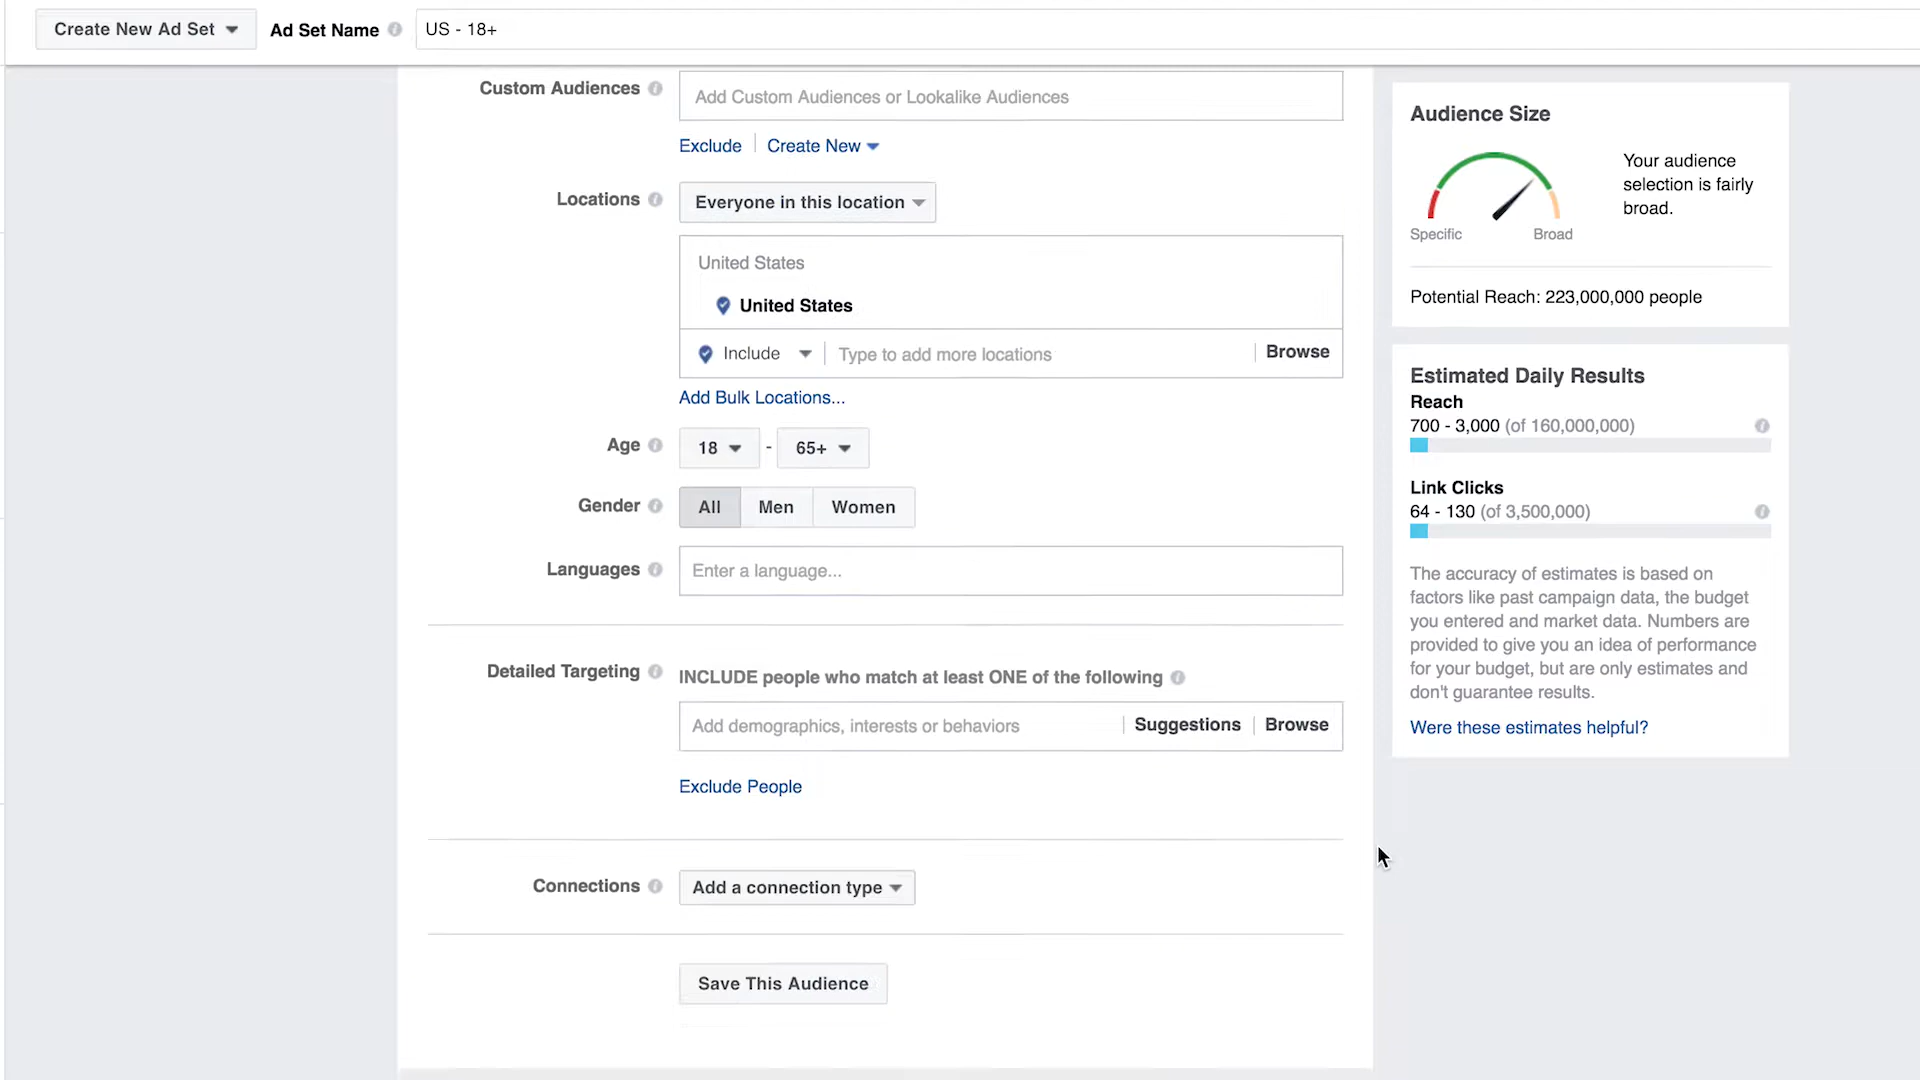 Create New Ad Set Ad Set Name US - 18+
Custom Audiences Add Custom Audiences or Lookalike Audiences
Exclude Create New
Locations Everyone in this location
United States
United States
Include Type to add more locations Browse
Add Bulk Locations...
Age 18 - 65+
Gender All Men Women
Languages Enter a language...
Detailed Targeting INCLUDE people who match at least ONE of the following
Add demographics, interests or behaviors Suggestions Browse
Exclude People
Connections Add a connection type
Save This Audience
Audience Size
Your audience
selection is fairly
broad.
Specific Broad
Potential Reach: 223,000,000 people
Estimated Daily Results
Reach
700 - 3,000 (of 160,000,000)
Link Clicks
64 - 130 (of 3,500,000)
The accuracy of estimates is based on
factors like past campaign data, the budget
you entered and market data. Numbers are
provided to give you an idea of performance
for your budget, but are only estimates and
don't guarantee results.
Were these estimates helpful?